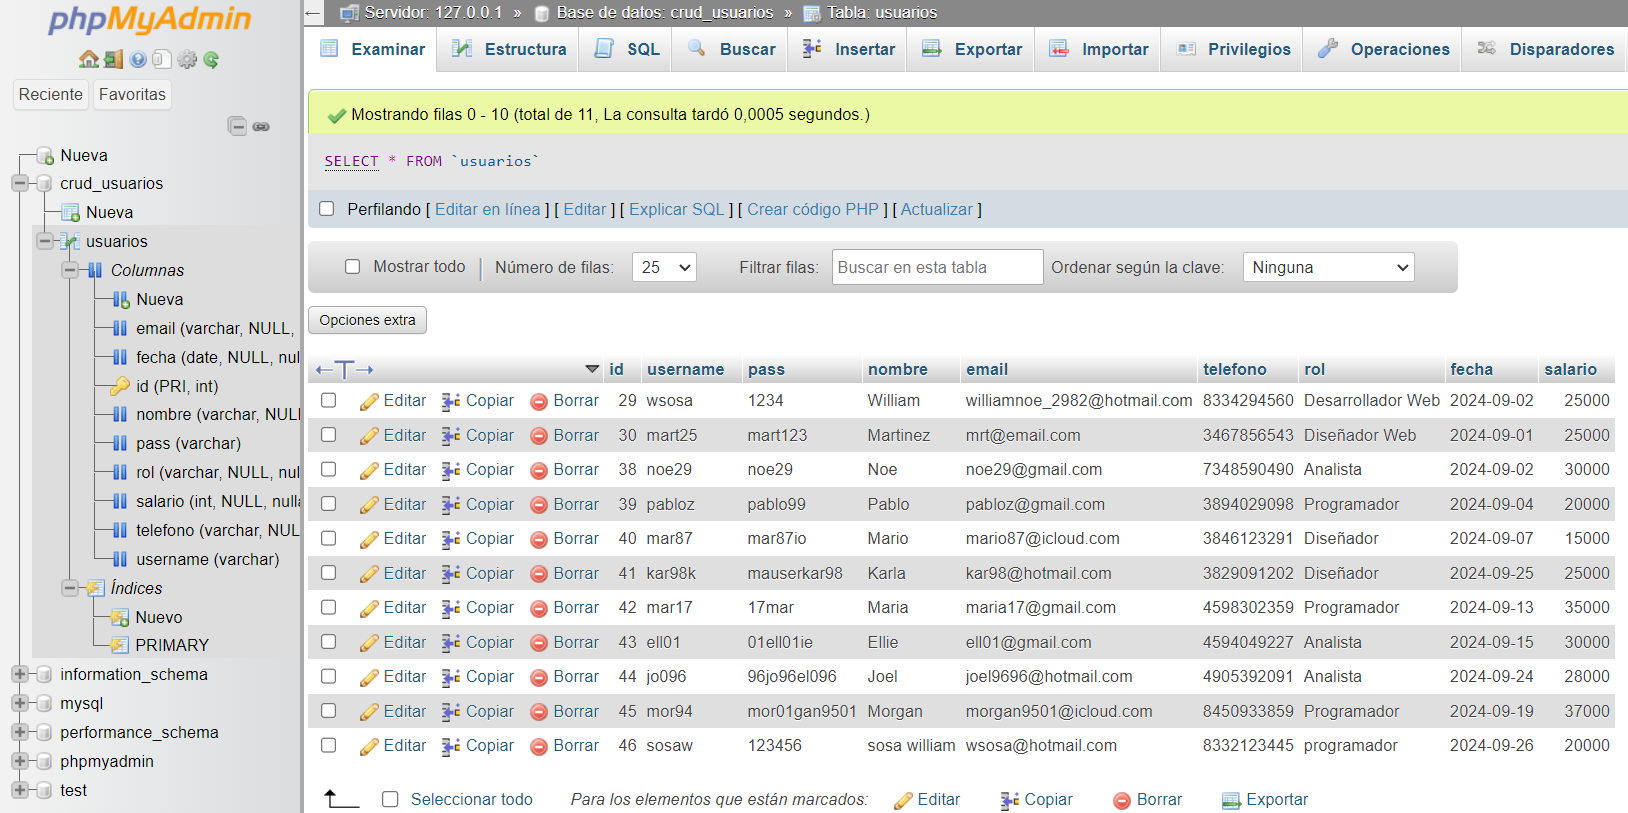 phpMyAdmin
Reciente Favoritas
Nueva
crud_usuarios
Nueva
usuarios
Columnas
Nueva
email (varchar, NULL,
fecha (date, NULL, nul
id (PRI, int)
nombre (varchar, NULL
pass (varchar)
rol (varchar, NULL, nul
salario (int, NULL, nulla
telefono (varchar, NUL
username (varchar)
Índices
Nuevo
PRIMARY
information_schema
mysql
performance_schema
phpmyadmin
test
Servidor: 127.0.0.1 » Base de datos: crud_usuarios » Tabla: usuarios
Examinar Estructura SQL Buscar Insertar Exportar Importar Privilegios Operaciones Disparadores
Mostrando filas 0 - 10 (total de 11, La consulta tardó 0,0005 segundos.)
SELECT * FROM `usuarios`
Perfilando [ Editar en línea ] [ Editar ] [ Explicar SQL ] [ Crear código PHP ] [ Actualizar ]
Mostrar todo | Número de filas: 25 Filtrar filas: Buscar en esta tabla Ordenar según la clave: Ninguna
Opciones extra
←T→ id username pass nombre email telefono rol fecha salario
Editar Copiar Borrar 29 wsosa 1234 William williamnoe_2982@hotmail.com 8334294560 Desarrollador Web 2024-09-02 25000
Editar Copiar Borrar 30 mart25 mart123 Martinez mrt@email.com 3467856543 Diseñador Web 2024-09-01 25000
Editar Copiar Borrar 38 noe29 noe29 Noe noe29@gmail.com 7348590490 Analista 2024-09-02 30000
Editar Copiar Borrar 39 pabloz pablo99 Pablo pabloz@gmail.com 3894029098 Programador 2024-09-04 20000
Editar Copiar Borrar 40 mar87 mar87io Mario mario87@icloud.com 3846123291 Diseñador 2024-09-07 15000
Editar Copiar Borrar 41 kar98k mauserkar98 Karla kar98@hotmail.com 3829091202 Diseñador 2024-09-25 25000
Editar Copiar Borrar 42 mar17 17mar Maria maria17@gmail.com 4598302359 Programador 2024-09-13 35000
Editar Copiar Borrar 43 ell01 01ell01ie Ellie ell01@gmail.com 4594049227 Analista 2024-09-15 30000
Editar Copiar Borrar 44 jo096 96jo96el096 Joel joel9696@hotmail.com 4905392091 Analista 2024-09-24 28000
Editar Copiar Borrar 45 mor94 mor01gan9501 Morgan morgan9501@icloud.com 8450933859 Programador 2024-09-19 37000
Editar Copiar Borrar 46 sosaw 123456 sosa william wsosa@hotmail.com 8332123445 programador 2024-09-26 20000
Seleccionar todo Para los elementos que están marcados: Editar Copiar Borrar Exportar